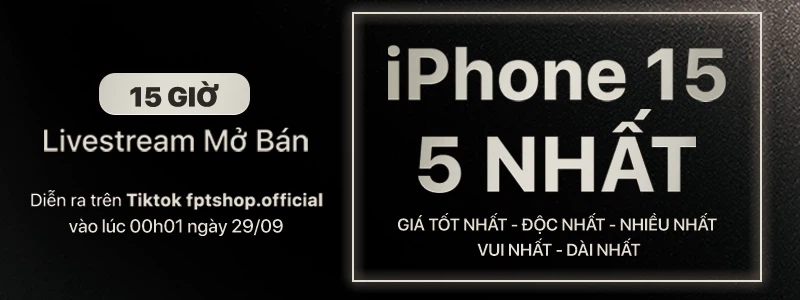 15 GIỜ
Livestream Mở Bán
Diễn ra trên Tiktok fptshop.official
vào lúc 00h01 ngày 29/09
iPhone 15
5 NHẤT
GIÁ TỐT NHẤT - ĐỘC NHẤT - NHIỀU NHẤT
VUI NHẤT - DÀI NHẤT